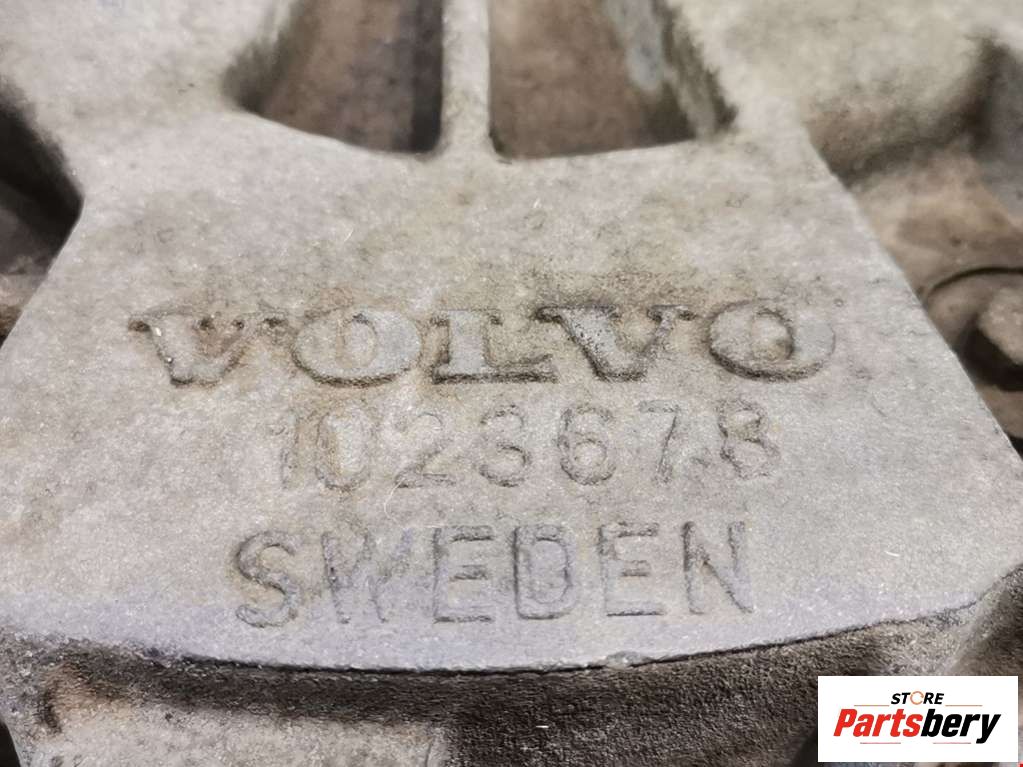 VOLVO
1023678
SWEDEN
STORE
Partsbery